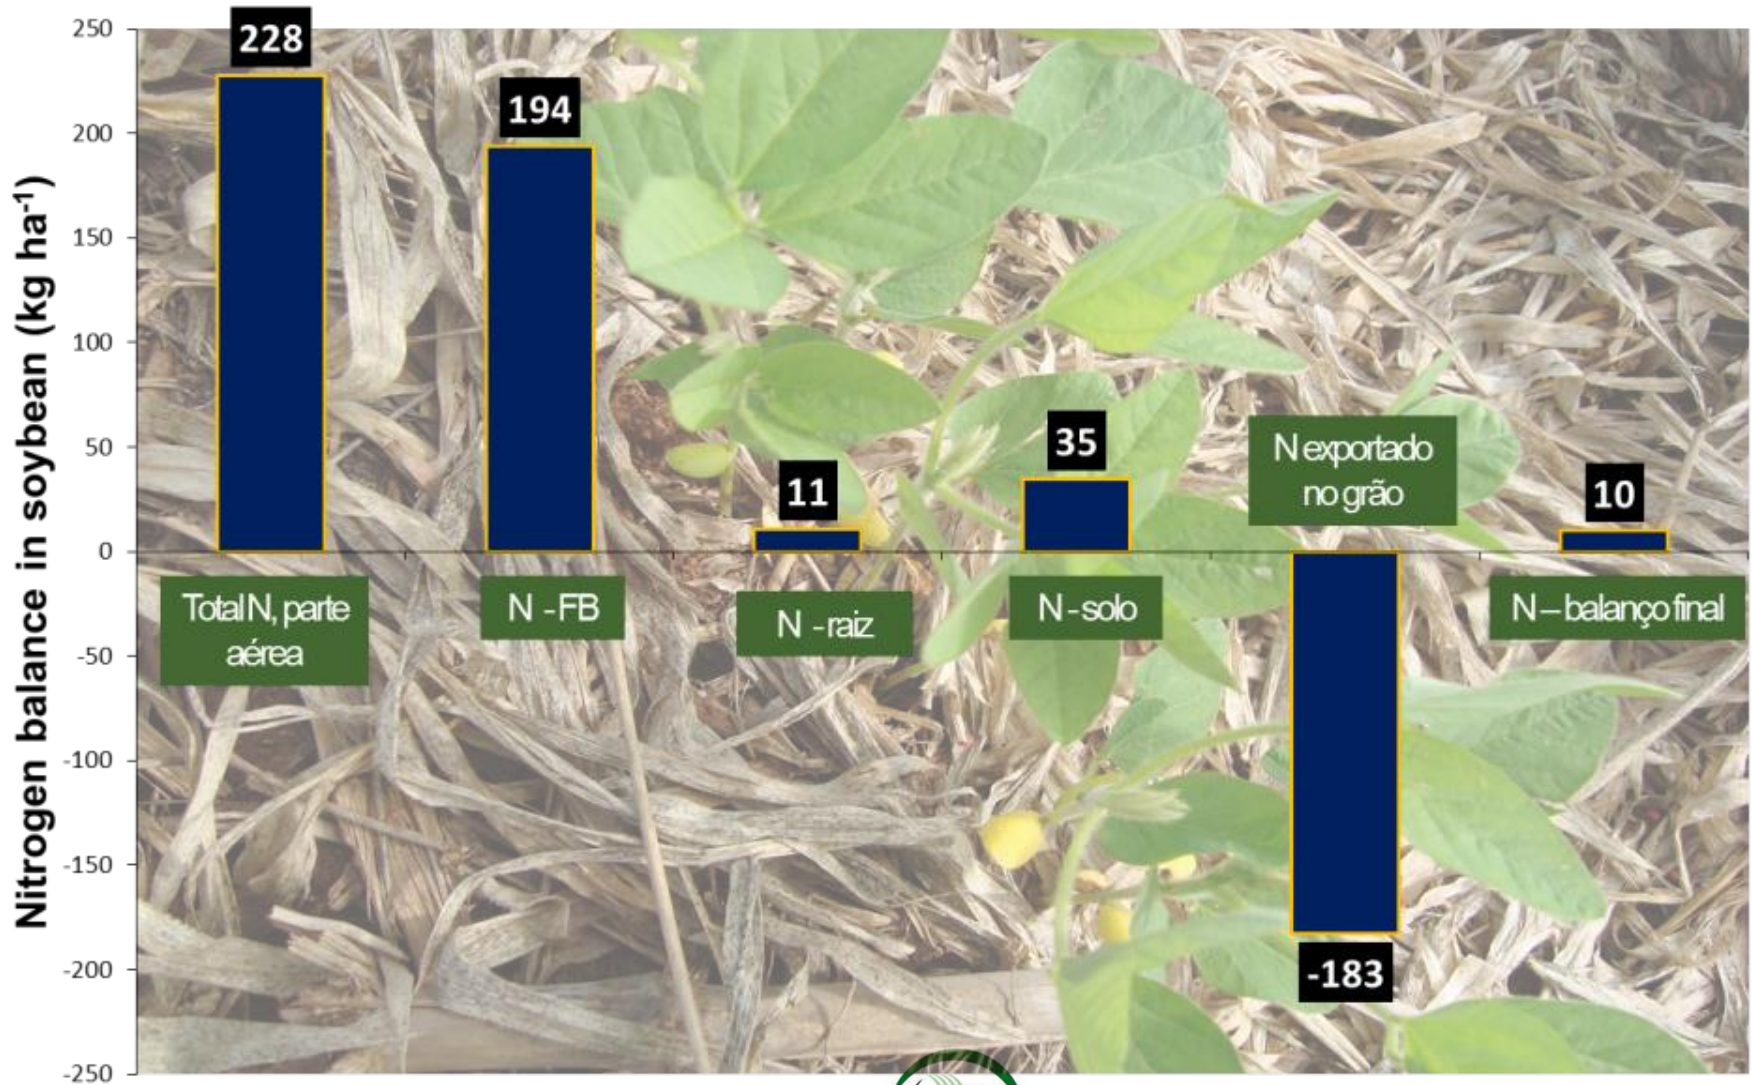 Nitrogen balance in soybean (kg ha⁻¹)
250
200
150
100
50
0
-50
-100
-150
-200
-250
228
194
11
35
-183
10
Total N, parte
aérea
N - FB
N - raiz
N - solo
N exportado
no grão
N – balanço final